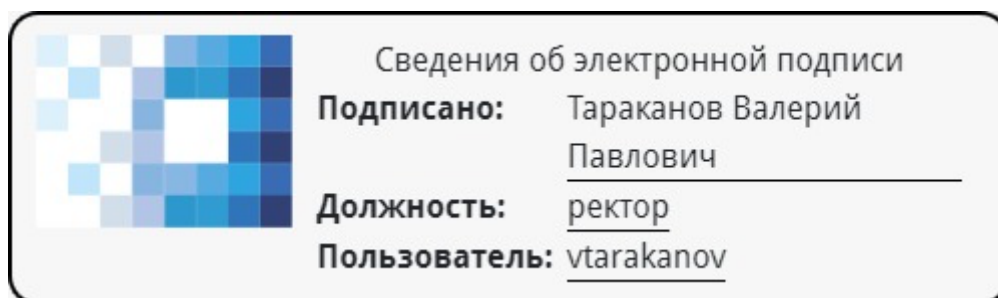 Сведения об электронной подписи
Подписано: Тараканов Валерий
Павлович
Должность: ректор
Пользователь: vtarakanov